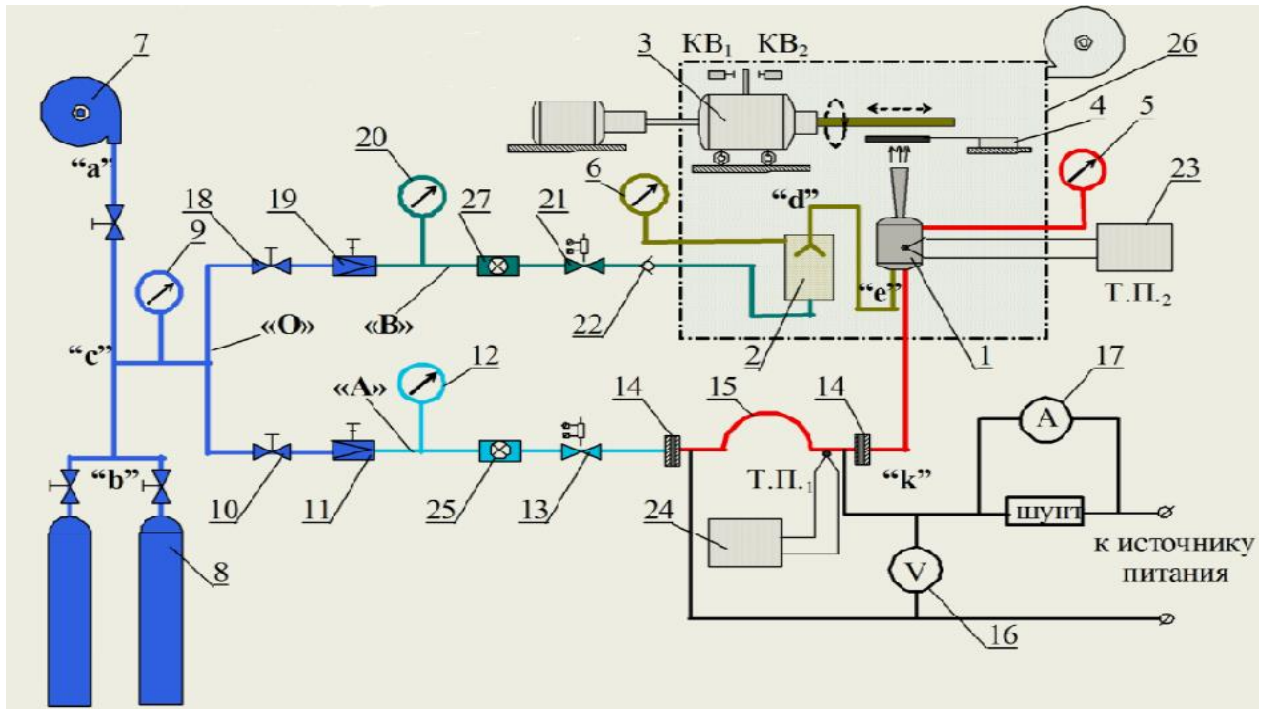 7
КВ₁ КВ₂
26
3
4
5
20
“a”
6
27
21
“d”
23
18
19
9
“e”
Т.П.₂
«О»
«В»
22
“c”
2
1
12
17
«А»
14
15
14
A
“b”
Т.П.₁
“k”
10
11
25
13
24
шунт
к источнику
питания
8
V
16